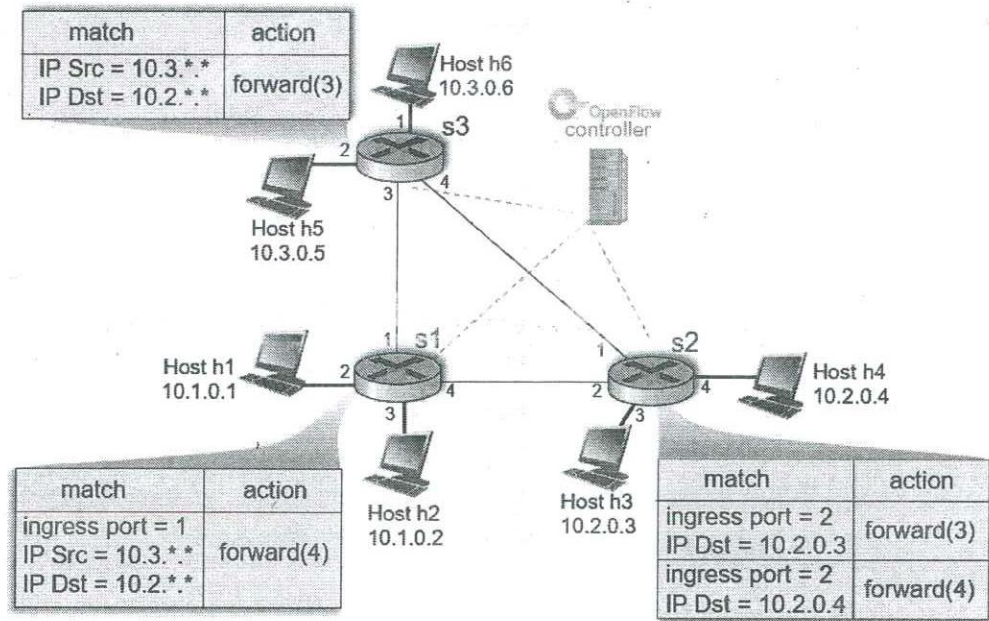 match action
IP Src = 10.3.*.*
IP Dst = 10.2.*.*
forward(3)
Host h6
10.3.0.6
OpenFlow
controller
1
s3
2
4
3
Host h5
10.3.0.5
1
s1
Host h1
10.1.0.1
2
4
3
Host h2
10.1.0.2
1
s2
2
4
3
Host h4
10.2.0.4
Host h3
10.2.0.3
match action
ingress port = 1
IP Src = 10.3.*.*
IP Dst = 10.2.*.*
forward(4)
match action
ingress port = 2
IP Dst = 10.2.0.3
forward(3)
ingress port = 2
IP Dst = 10.2.0.4
forward(4)